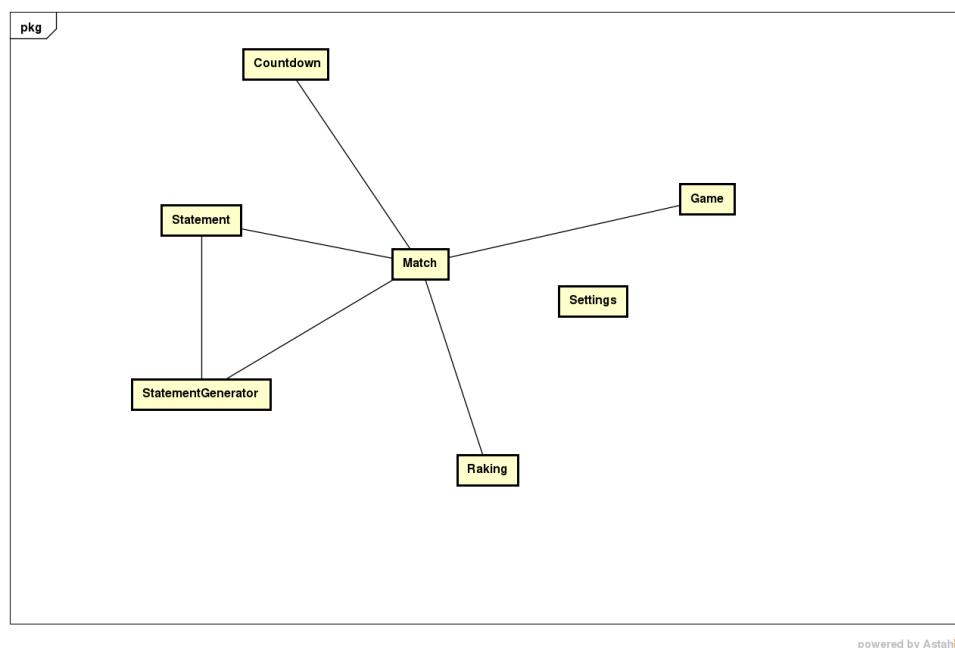 pkg
Countdown
Game
Statement
Match
Settings
StatementGenerator
Raking
powered by Astah